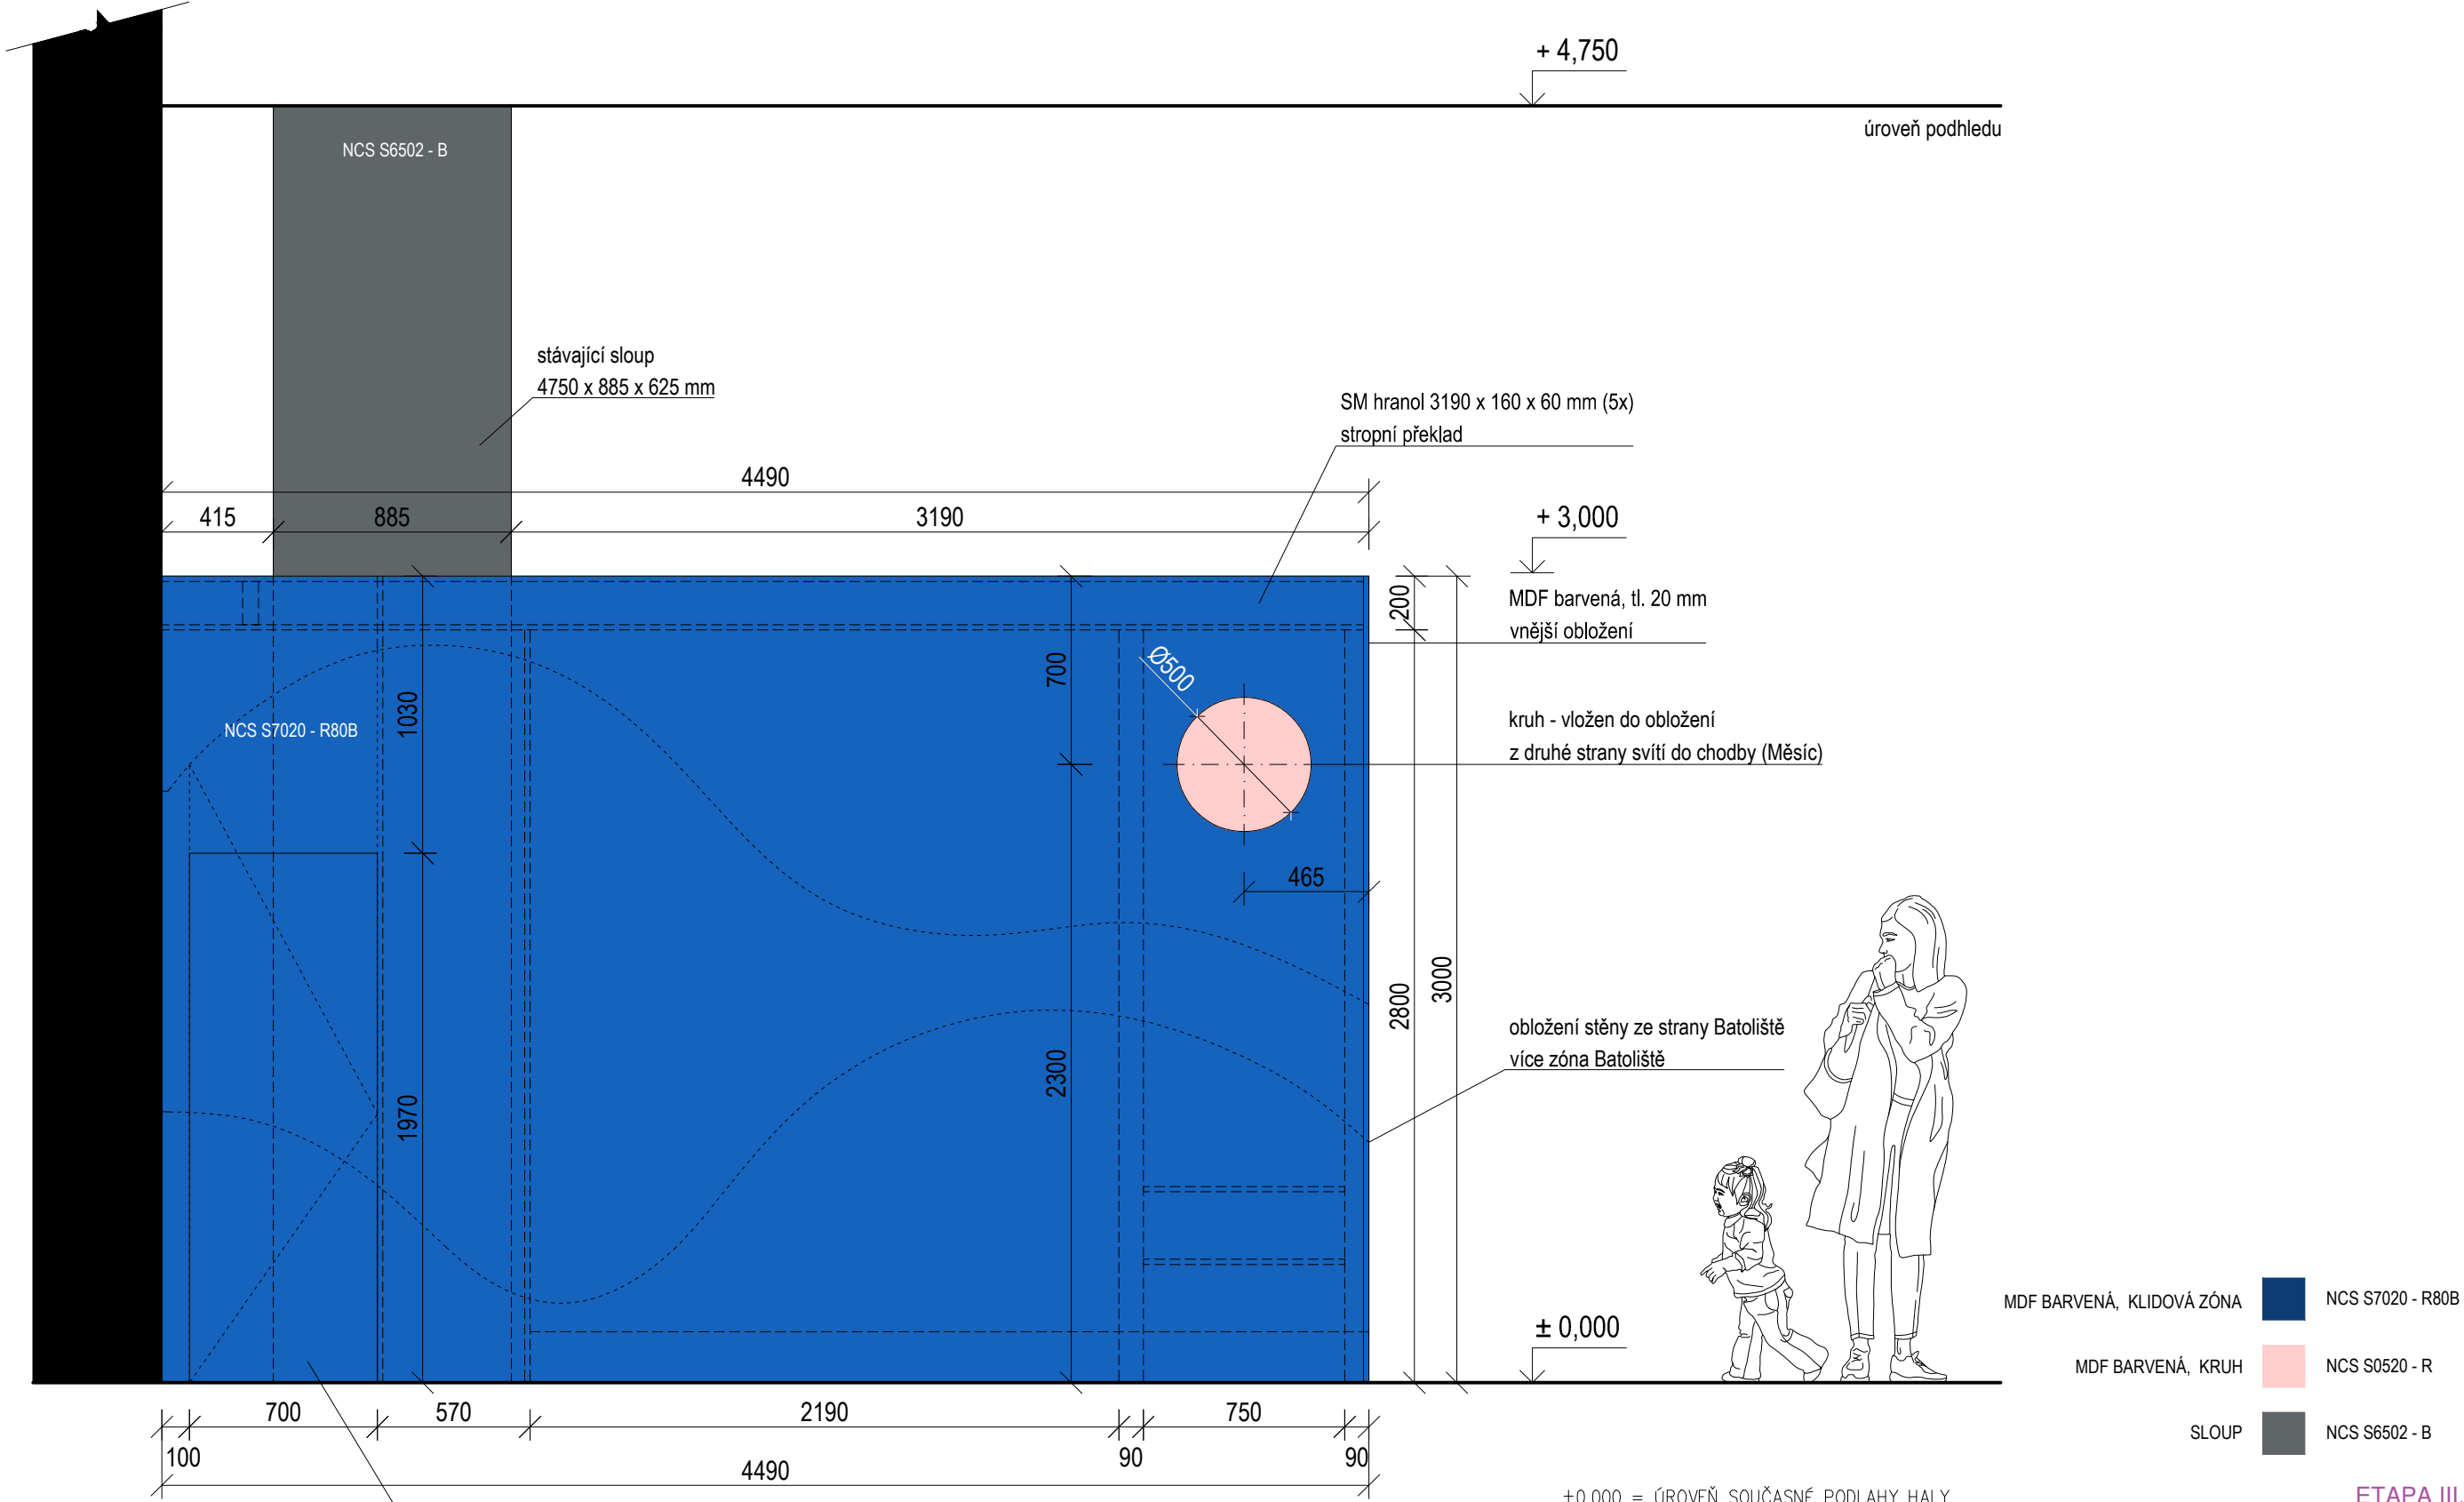 + 4,750
úroveň podhledu
NCS S6502 - B
stávající sloup
4750 x 885 x 625 mm
SM hranol 3190 x 160 x 60 mm (5x)
stropní překlad
4490
415
885
3190
+ 3,000
200
MDF barvená, tl. 20 mm
vnější obložení
700
Ø500
1030
NCS S7020 - R80B
kruh - vložen do obložení
z druhé strany svítí do chodby (Měsíc)
465
2800
3000
obložení stěny ze strany Batoliště
více zóna Batoliště
2300
1970
± 0,000
MDF BARVENÁ, KLIDOVÁ ZÓNA
NCS S7020 - R80B
MDF BARVENÁ, KRUH
NCS S0520 - R
SLOUP
NCS S6502 - B
700
570
2190
750
100
90
90
4490
±0,000 = ÚROVEŇ SOUČASNÉ PODLAHY HALY
ETAPA III.